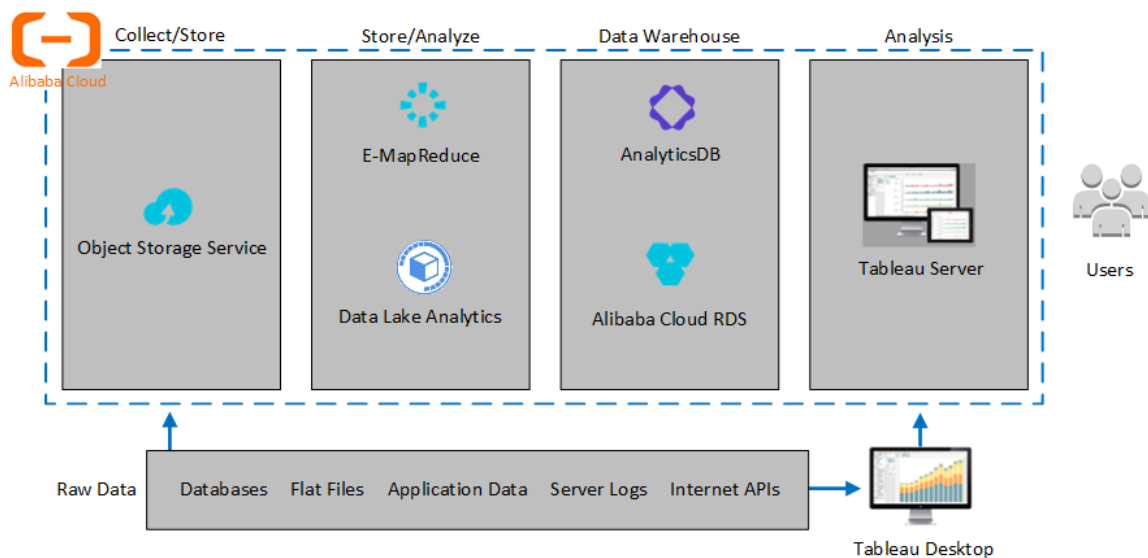 Alibaba Cloud
Collect/Store
Store/Analyze
Data Warehouse
Analysis
Object Storage Service
E-MapReduce
Data Lake Analytics
AnalyticsDB
Alibaba Cloud RDS
Tableau Server
Users
Raw Data
Databases
Flat Files
Application Data
Server Logs
Internet APIs
Tableau Desktop